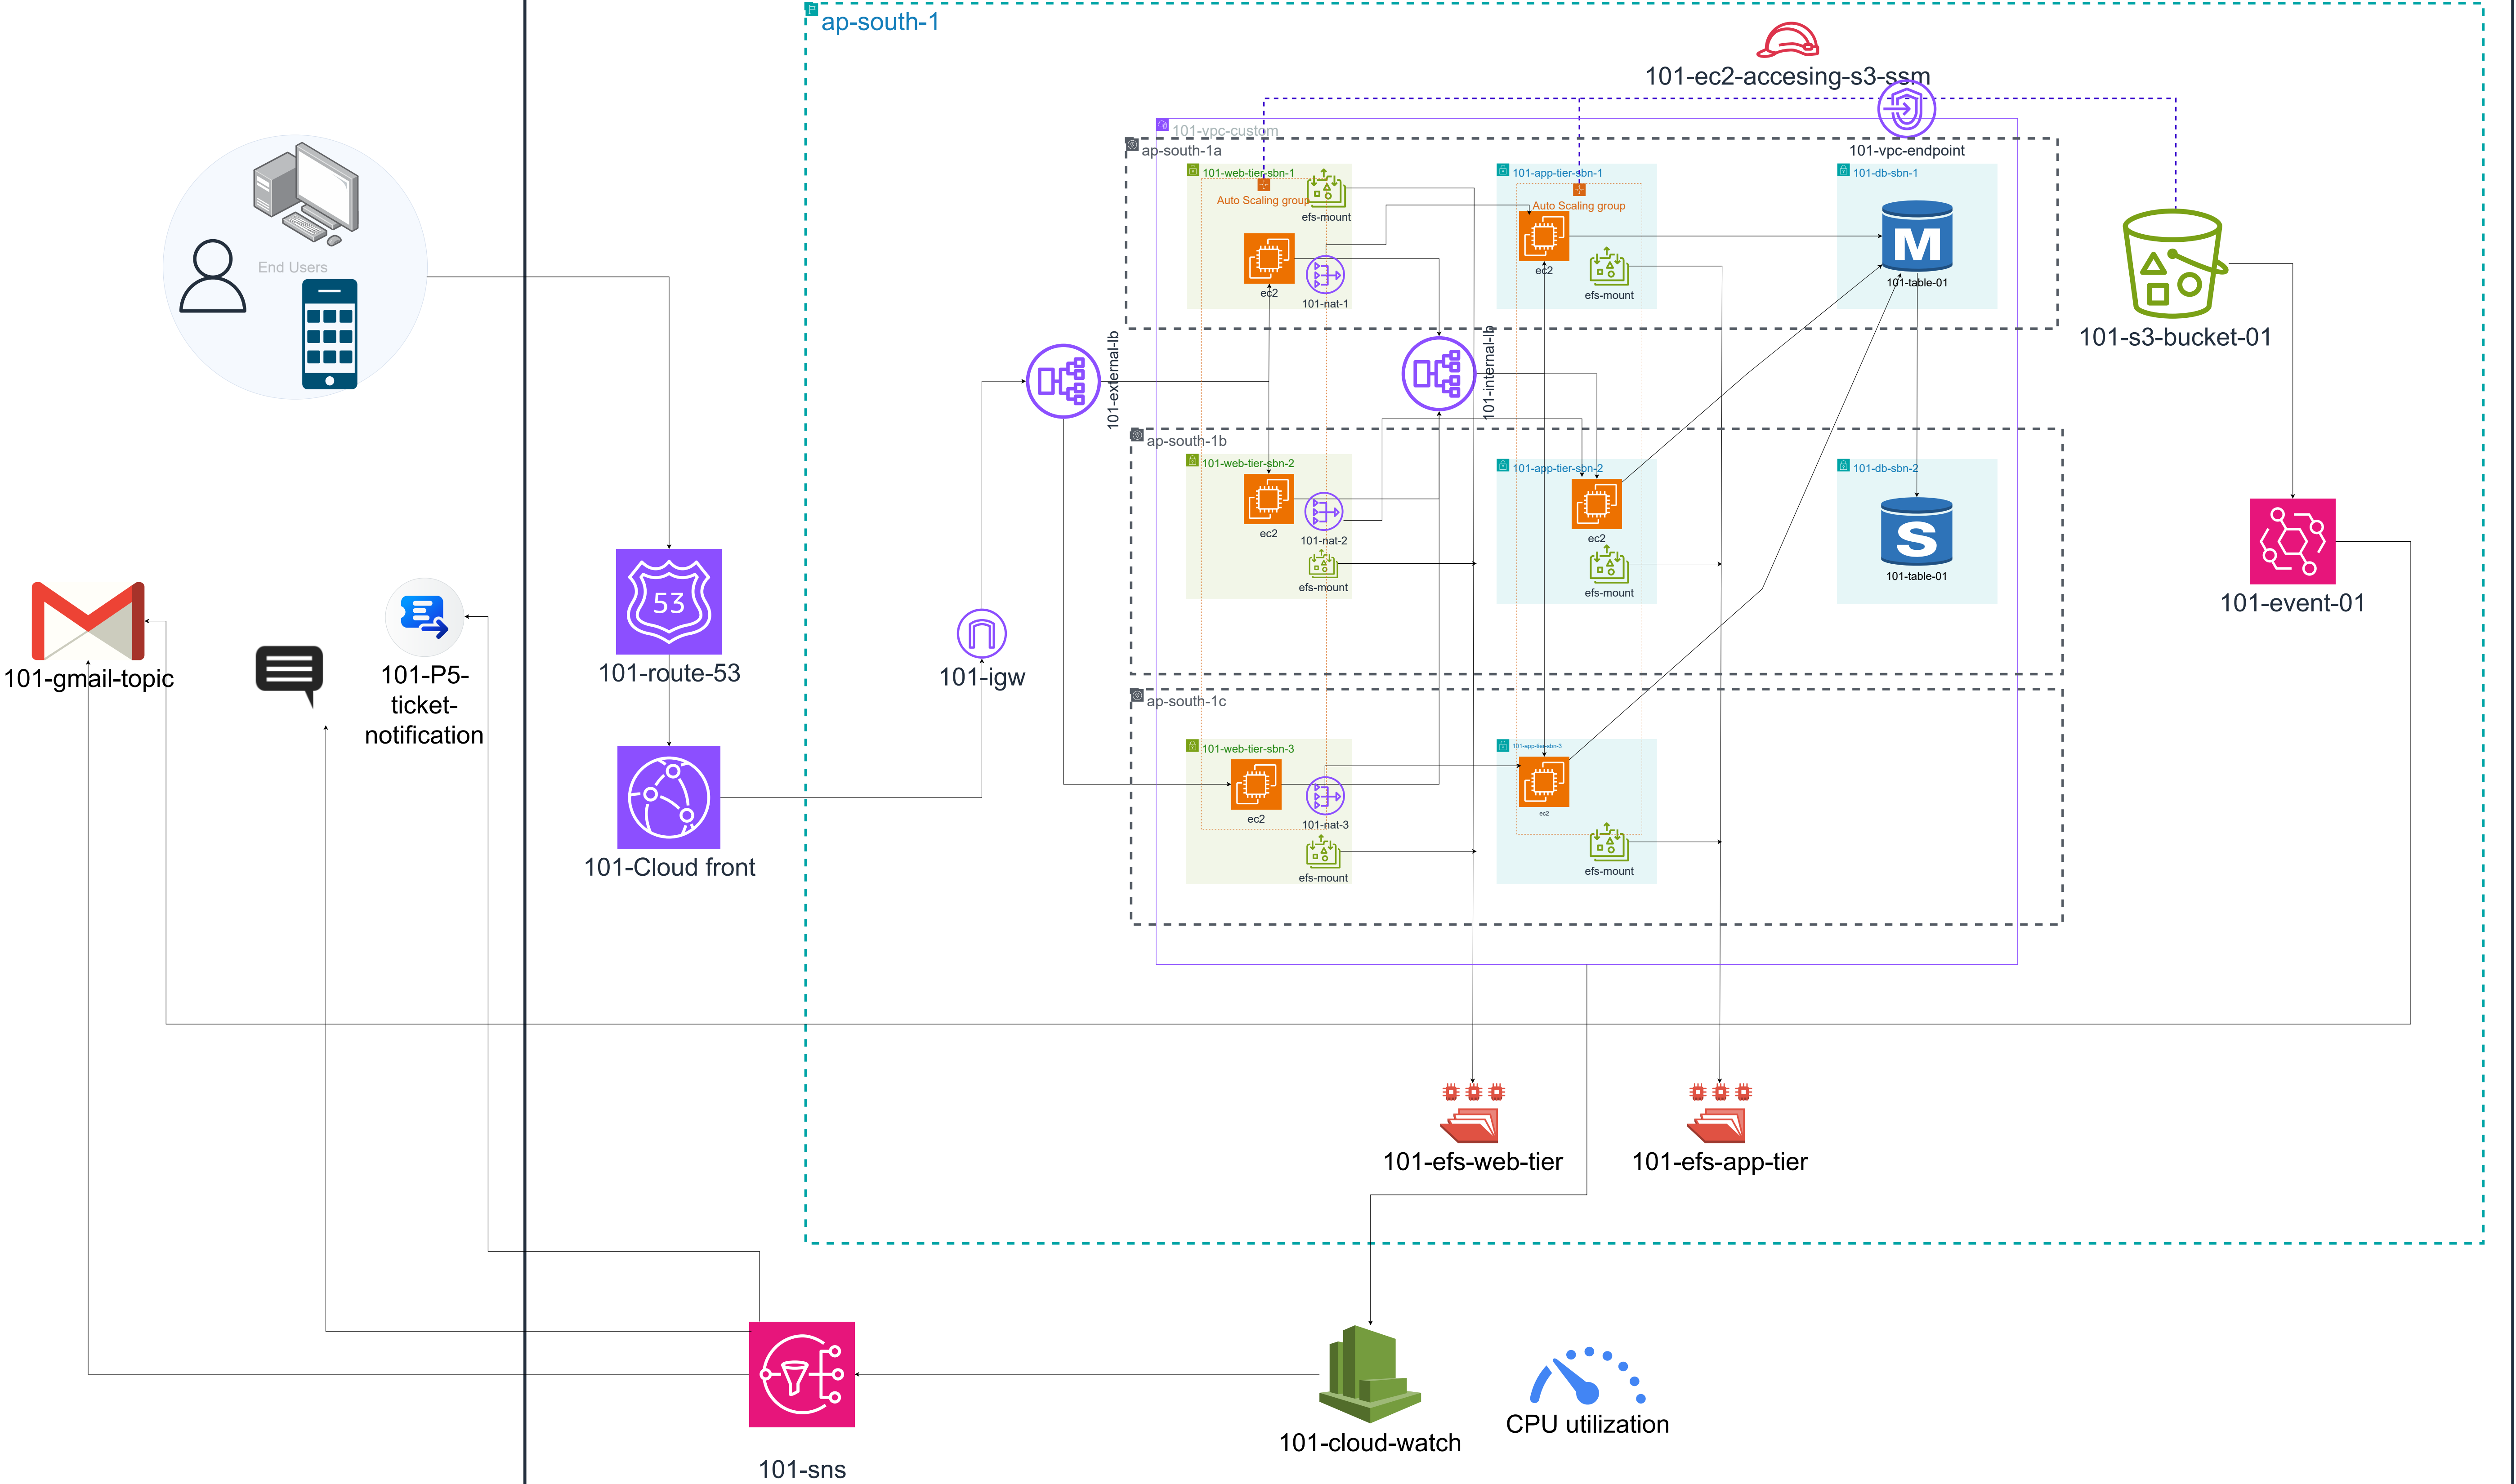 ap-south-1
101-ec2-accesing-s3-ssm
101-vpc-custom
ap-south-1a
101-vpc-endpoint
101-web-tier-sbn-1
Auto Scaling group
efs-mount
ec2
101-nat-1
101-app-tier-sbn-1
Auto Scaling group
ec2
efs-mount
101-db-sbn-1
M
101-table-01
101-s3-bucket-01
End Users
101-external-lb
101-internal-lb
ap-south-1b
101-web-tier-sbn-2
ec2
101-nat-2
efs-mount
101-app-tier-sbn-2
ec2
efs-mount
101-db-sbn-2
S
101-table-01
101-event-01
53
101-route-53
101-igw
101-gmail-topic
101-P5-
ticket-
notification
ap-south-1c
101-web-tier-sbn-3
ec2
101-nat-3
efs-mount
101-app-tier-sbn-3
ec2
efs-mount
101-Cloud front
101-efs-web-tier
101-efs-app-tier
101-sns
101-cloud-watch
CPU utilization